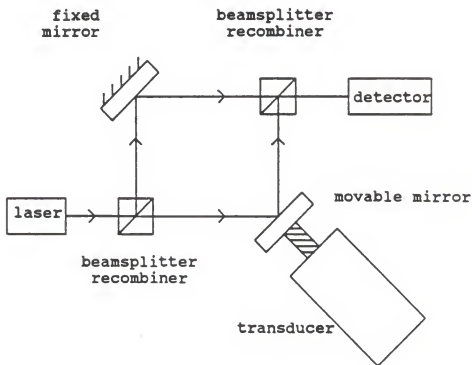 fixed
mirror
beamsplitter
recombiner
detector
laser
movable mirror
beamsplitter
recombiner
transducer